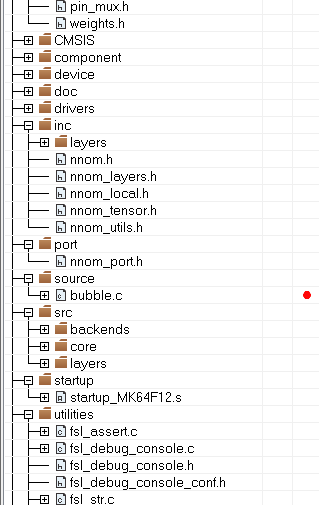 pin_mux.h
weights.h
CMSIS
component
device
doc
drivers
inc
layers
nnom.h
nnom_layers.h
nnom_local.h
nnom_tensor.h
nnom_utils.h
port
nnom_port.h
source
bubble.c
src
backends
core
layers
startup
startup_MK64F12.s
utilities
fsl_assert.c
fsl_debug_console.c
fsl_debug_console.h
fsl_debug_console_conf.h
fsl_str.c